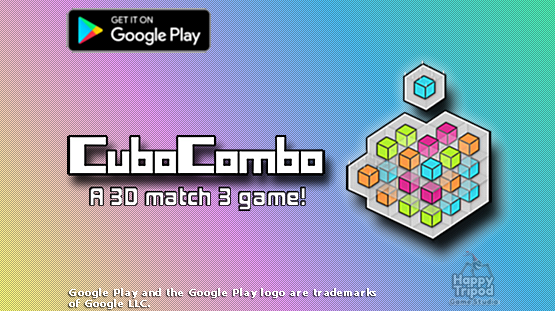 GET IT ON
Google Play
CuboCombo
A 3D match 3 game!
Happy
Tripod
Game Studio
Google Play and the Google Play logo are trademarks
of Google LLC.